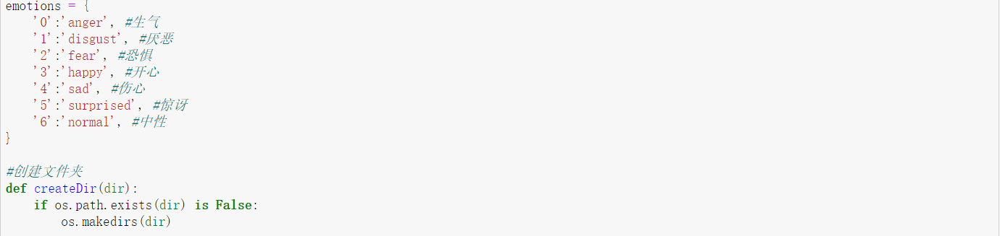 emotions = {
    '0':'anger', #生气
    '1':'disgust', #厌恶
    '2':'fear', #恐惧
    '3':'happy', #开心
    '4':'sad', #伤心
    '5':'surprised', #惊讶
    '6':'normal', #中性
}
#创建文件夹
def createDir(dir):
    if os.path.exists(dir) is False:
        os.makedirs(dir)